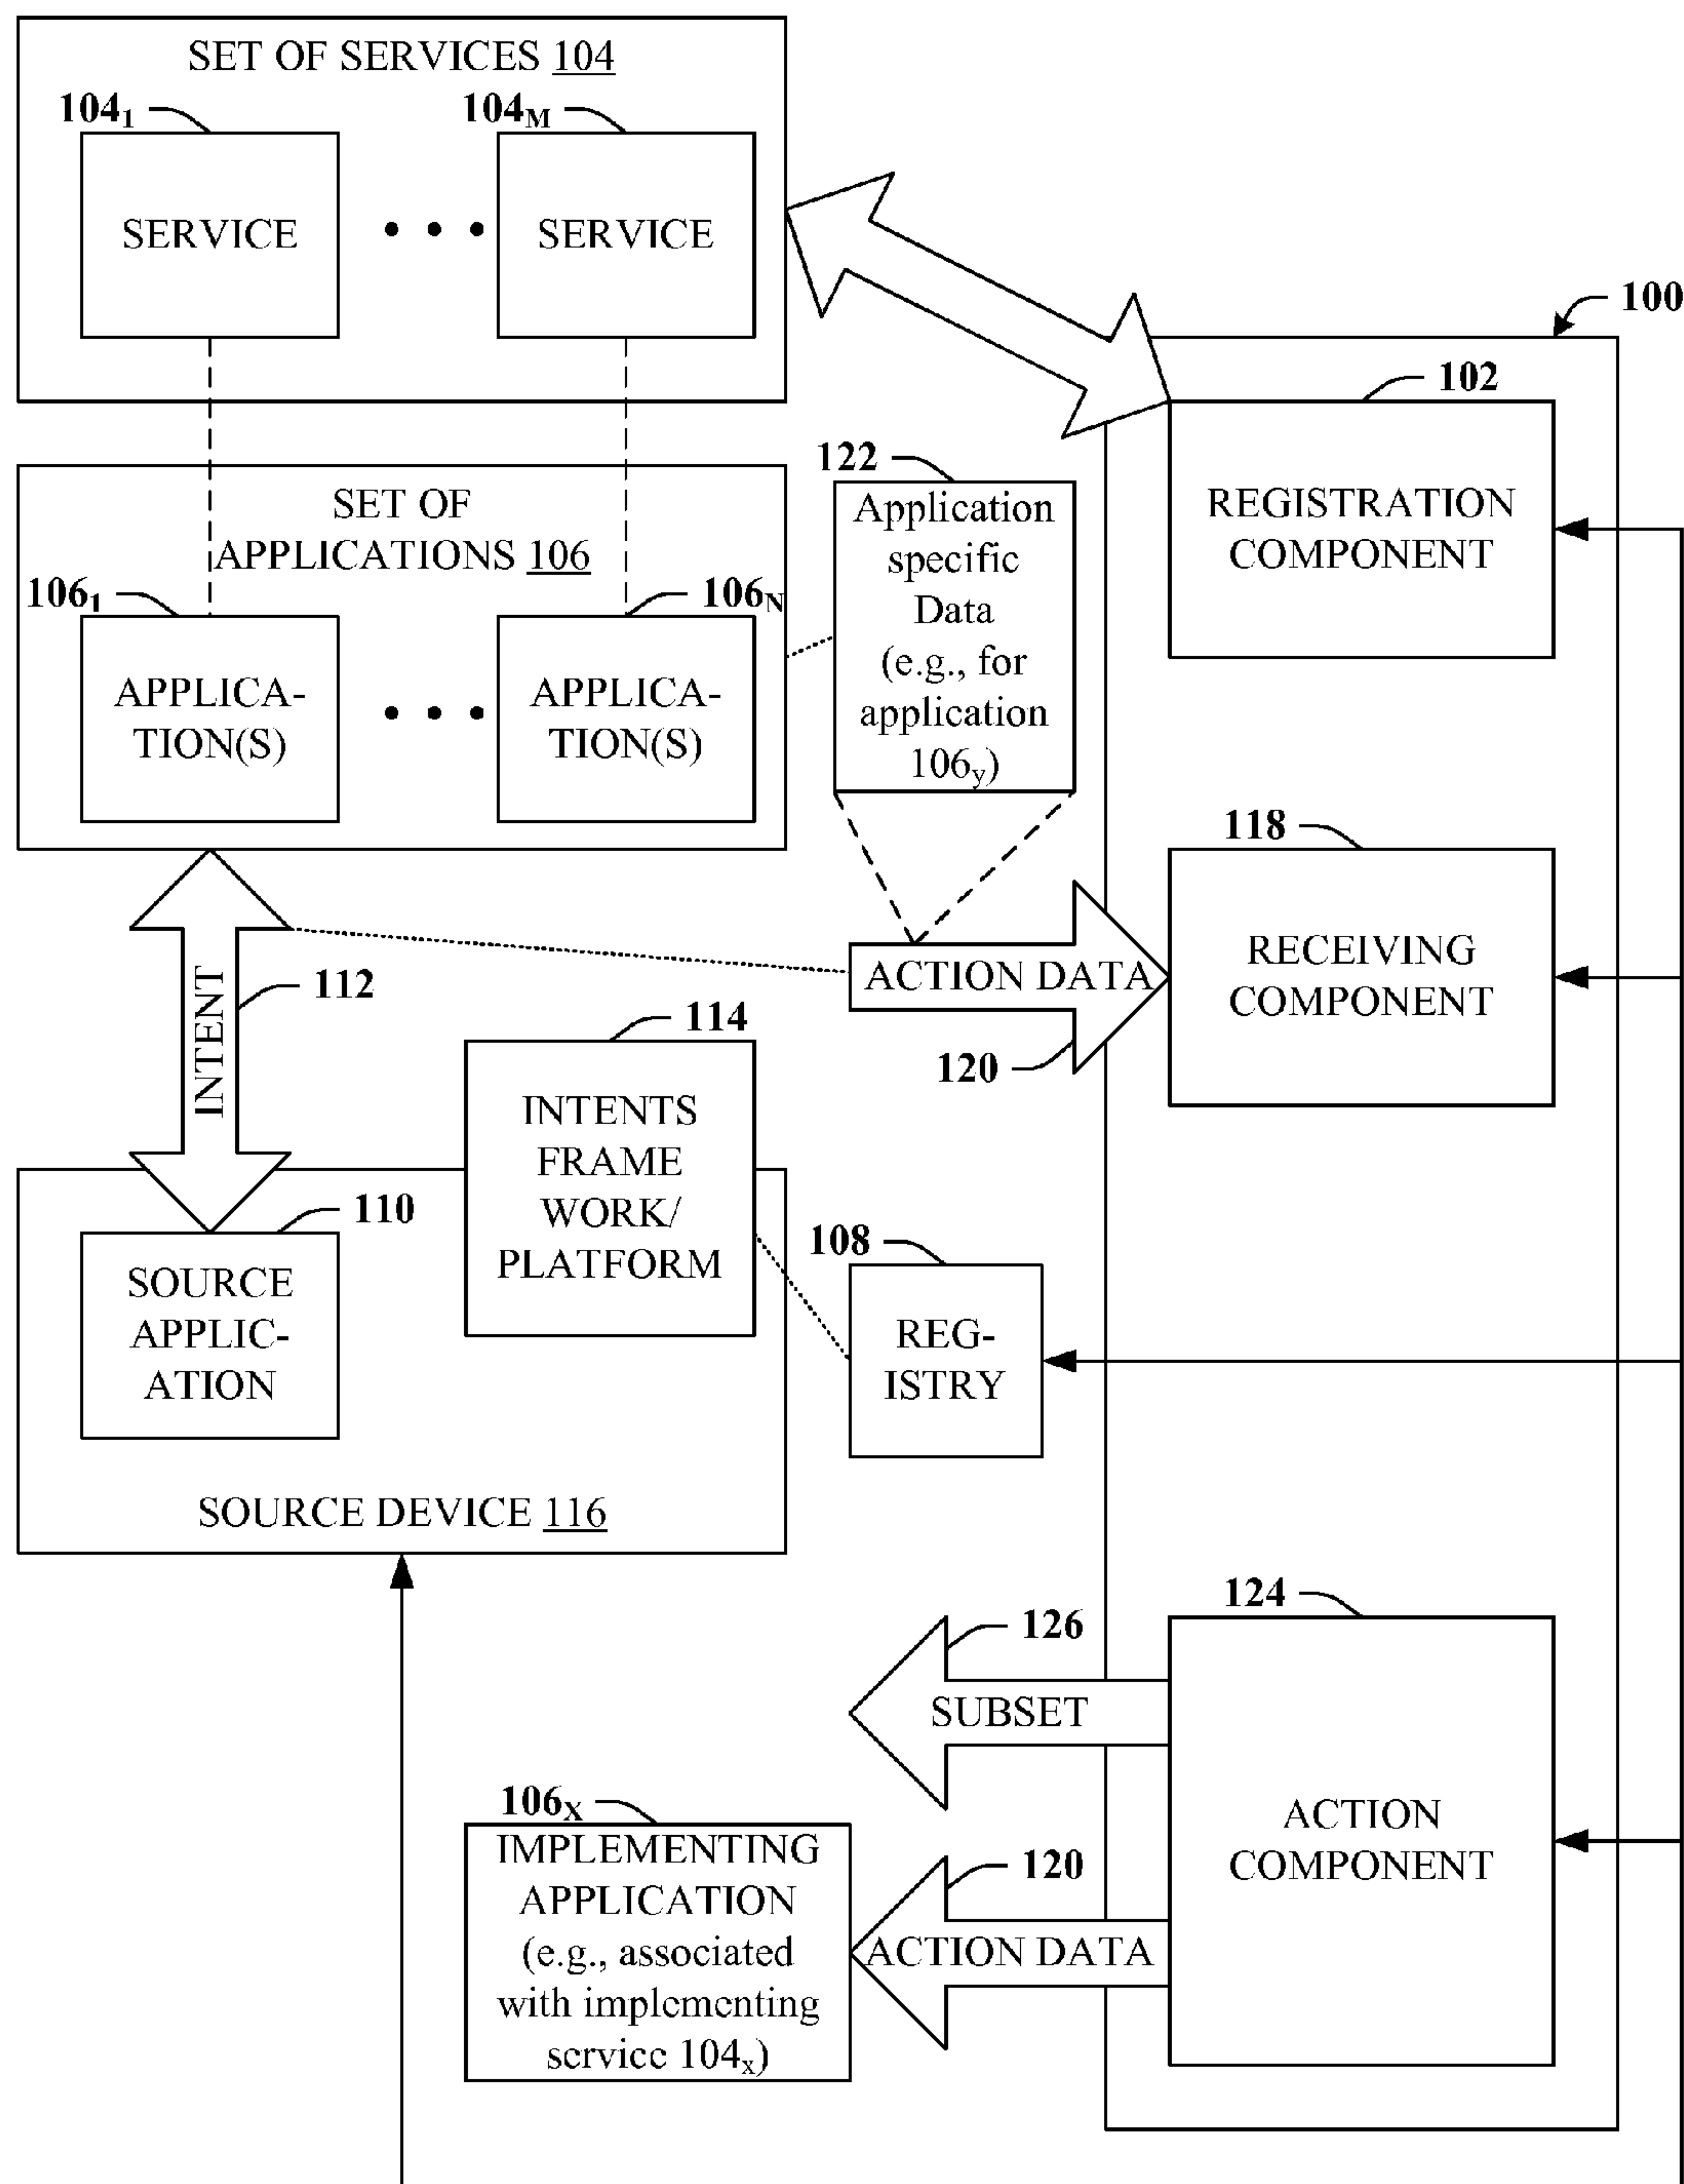 SET OF SERVICES 104
104₁
104M
SERVICE
SERVICE
100
102
REGISTRATION
COMPONENT
SET OF
APPLICATIONS 106
106₁
106N
APPLICA-
TION(S)
APPLICA-
TION(S)
122
Application
specific
Data
(e.g., for
application
106y)
118
RECEIVING
COMPONENT
ACTION DATA
120
INTENT
112
114
INTENTS
FRAME
WORK/
PLATFORM
110
SOURCE
APPLIC-
ATION
108
REG-
ISTRY
SOURCE DEVICE 116
124
126
SUBSET
ACTION
COMPONENT
106X
IMPLEMENTING
APPLICATION
(e.g., associated
with implementing
service 104x)
120
ACTION DATA